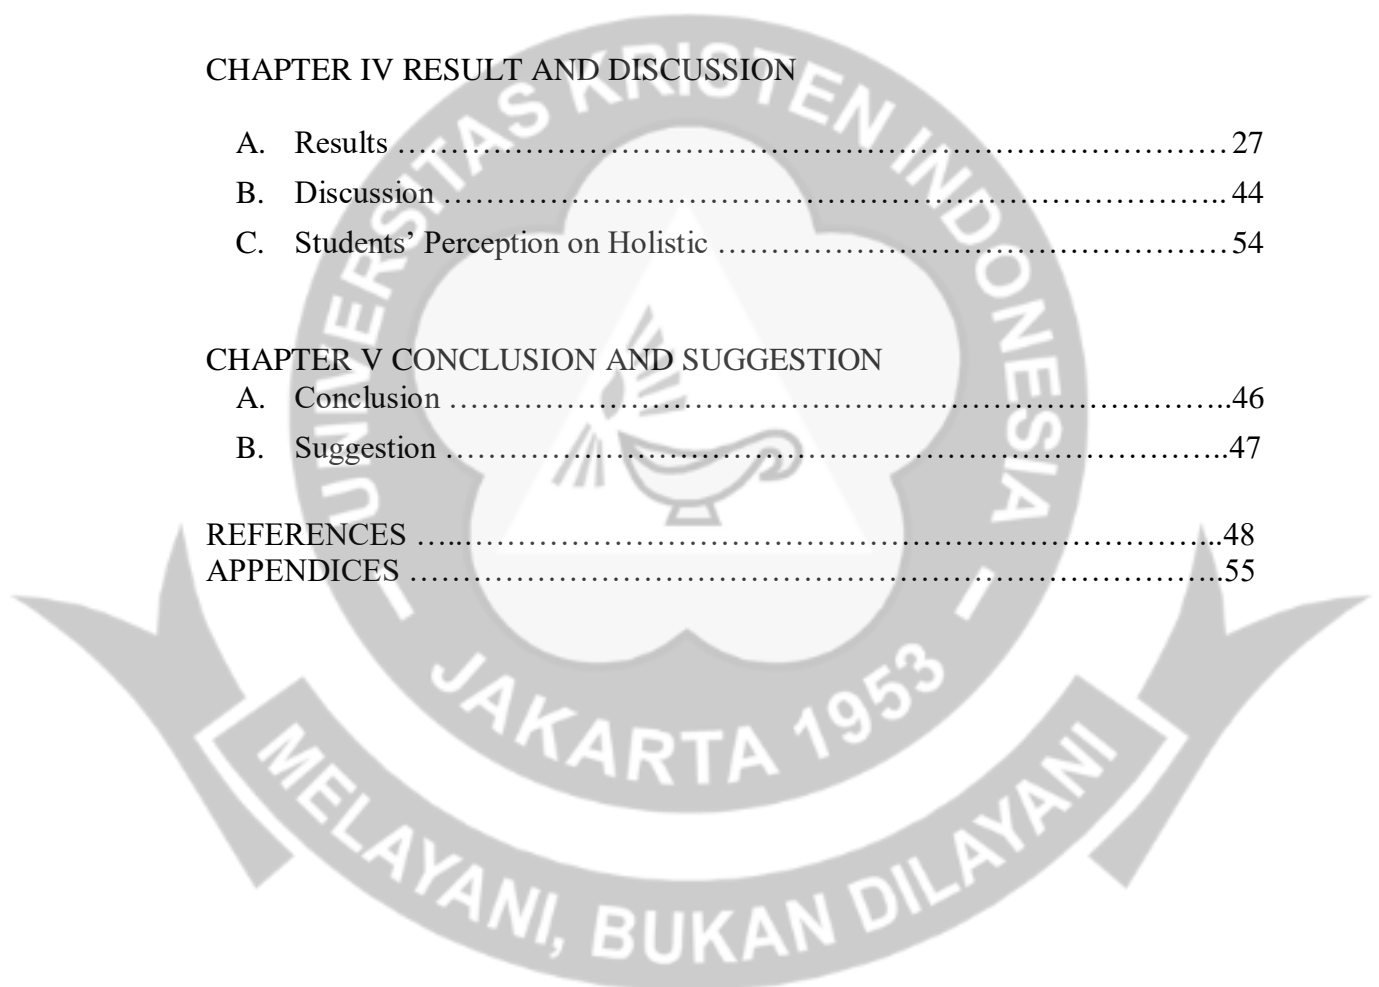 CHAPTER IV RESULT AND DISCUSSION
A. Results ……………………………………………………………………… 27
B. Discussion ………………………………………………………………….. 44
C. Students’ Perception on Holistic …………………………………………… 54
CHAPTER V CONCLUSION AND SUGGESTION
A. Conclusion …………………………………………………………………..46
B. Suggestion …………………………………………………………………..47
REFERENCES …..………………………………………………………………...48
APPENDICES ……………………………………………………………………..55
UNIVERSITAS KRISTEN INDONESIA
JAKARTA 1953
MELAYANI, BUKAN DILAYANI